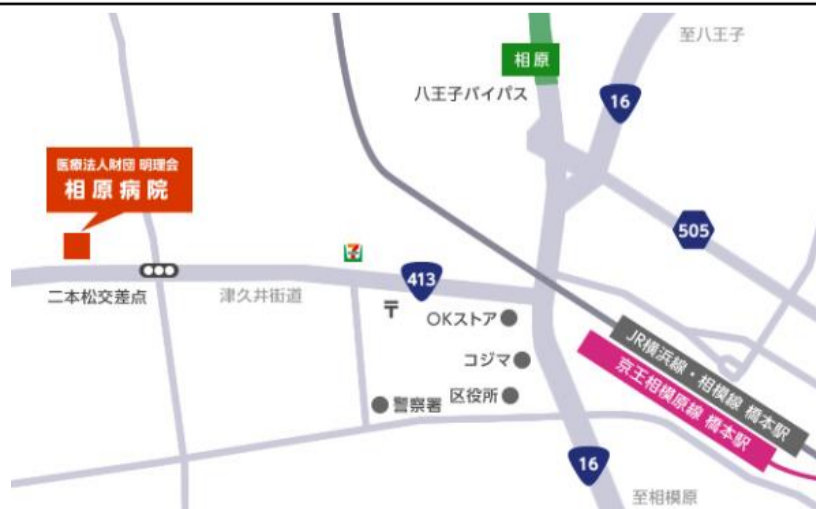 至八王子
相原
八王子バイパス
16
医療法人財団 明理会
相原病院
505
7
413
二本松交差点
津久井街道
〒
OKストア
JR横浜線・相模線 橋本駅
コジマ
京王相模原線 橋本駅
区役所
警察署
16
至相模原